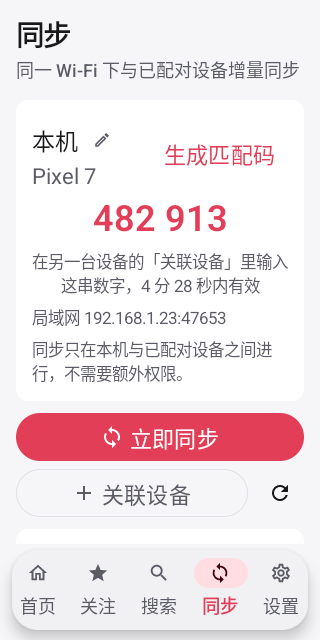 同步
同一 Wi-Fi 下与已配对设备增量同步
本机
生成匹配码
Pixel 7
482 913
在另一台设备的「关联设备」里输入
这串数字，4 分 28 秒内有效
局域网 192.168.1.23:47653
同步只在本机与已配对设备之间进
行，不需要额外权限。
立即同步
关联设备
首页 关注 搜索 同步 设置